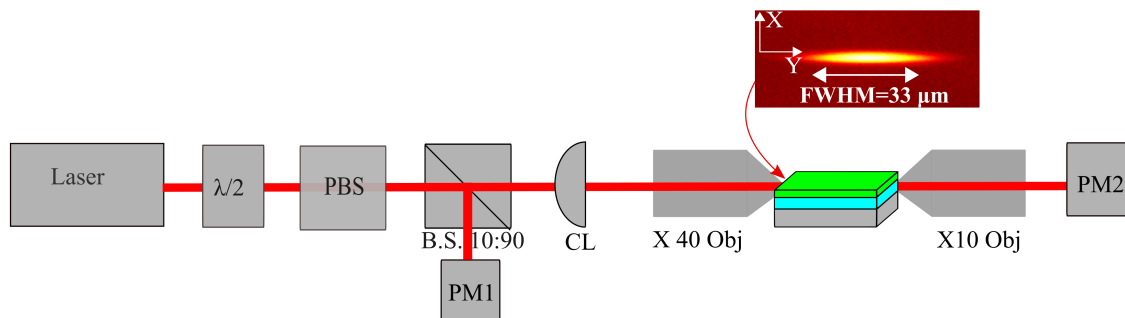 X
Y
FWHM=33 μm
Laser
λ/2
PBS
B.S. 10:90
CL
X 40 Obj
X10 Obj
PM1
PM2